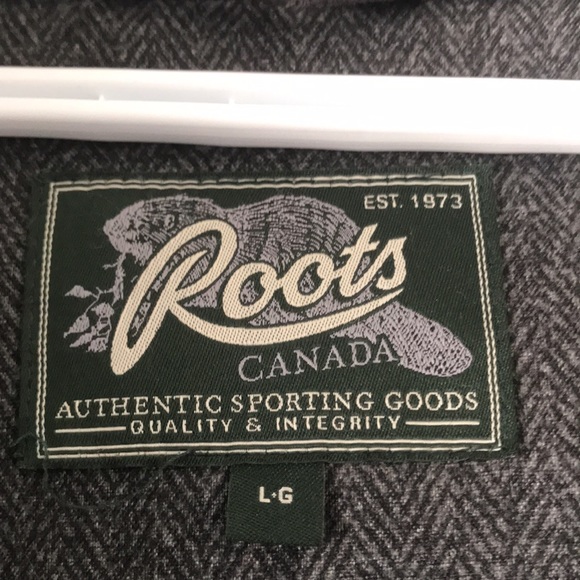 EST. 1973
Roots
CANADA
AUTHENTIC SPORTING GOODS
QUALITY & INTEGRITY
L•G